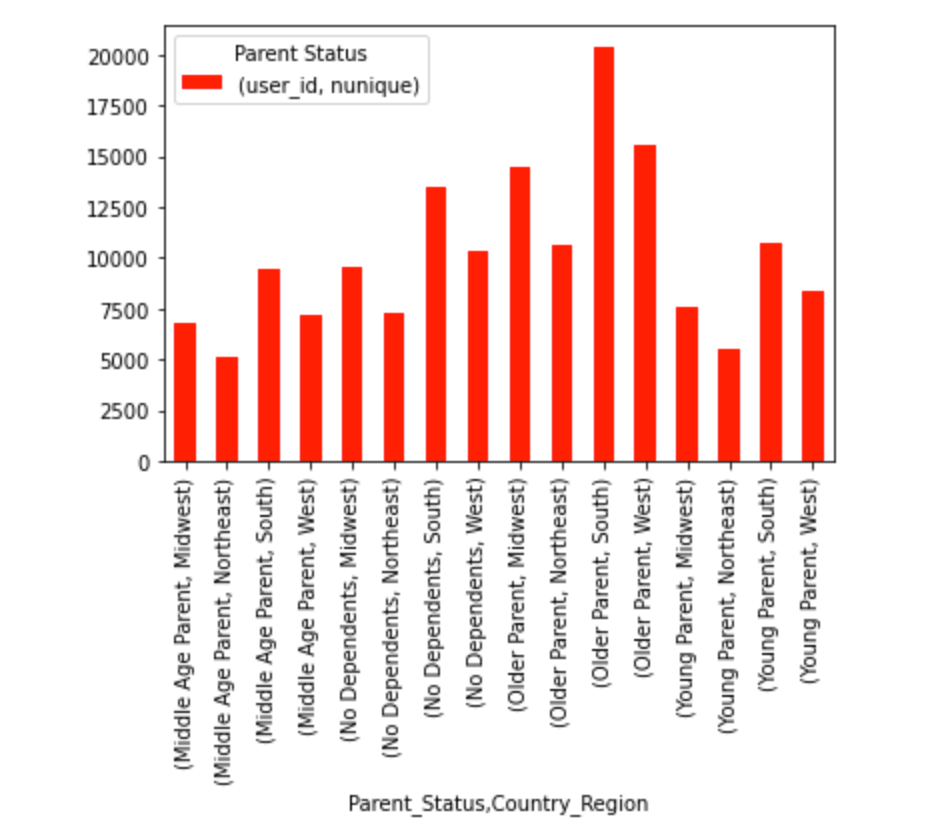 Parent Status
(user_id, nunique)
20000
17500
15000
12500
10000
7500
5000
2500
0
(Middle Age Parent, Midwest)
(Middle Age Parent, Northeast)
(Middle Age Parent, South)
(Middle Age Parent, West)
(No Dependents, Midwest)
(No Dependents, Northeast)
(No Dependents, South)
(No Dependents, West)
(Older Parent, Midwest)
(Older Parent, Northeast)
(Older Parent, South)
(Older Parent, West)
(Young Parent, Midwest)
(Young Parent, Northeast)
(Young Parent, South)
(Young Parent, West)
Parent_Status,Country_Region